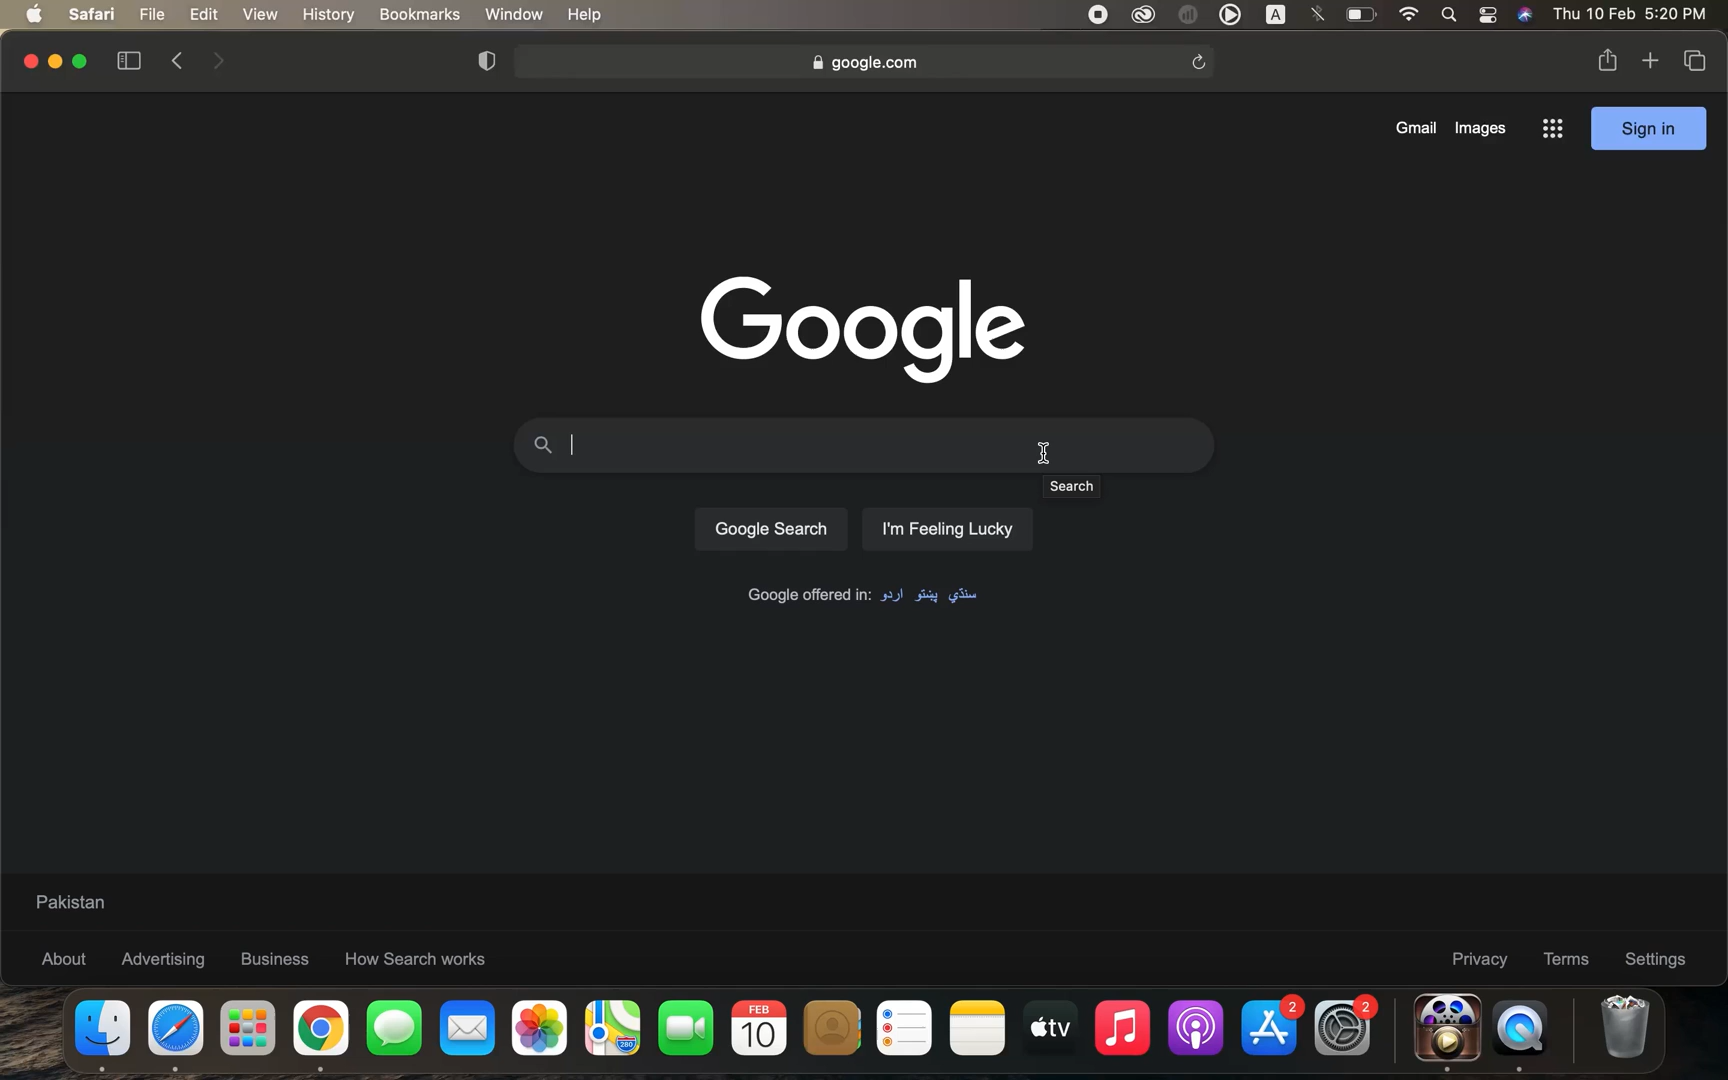 Safari File Edit View History Bookmarks Window Help A Thu 10 Feb 5:20 PM
google.com
Gmail Images Sign in
Google
Search
Google Search I'm Feeling Lucky
Google offered in: اردو پښتو سنڌي
Pakistan
About Advertising Business How Search works Privacy Terms Settings
FEB 2 2
10 tv
280